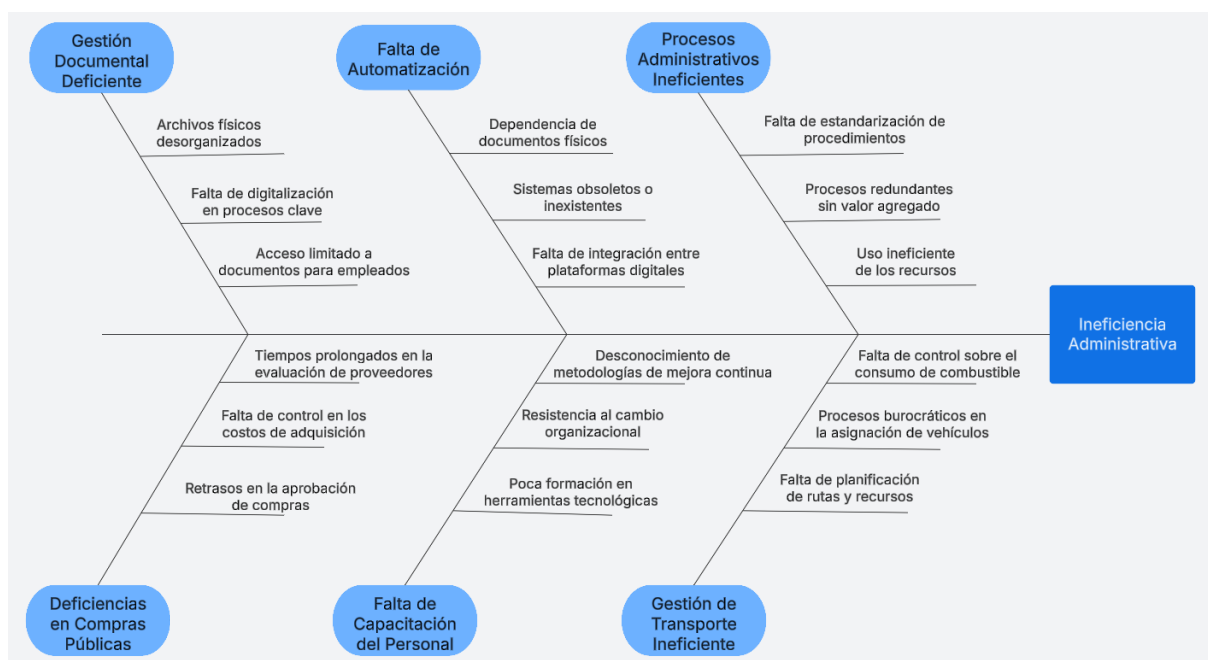 Gestión
Documental
Deficiente
Falta de
Automatización
Procesos
Administrativos
Ineficientes
Archivos físicos
desorganizados
Falta de digitalización
en procesos clave
Acceso limitado a
documentos para empleados
Dependencia de
documentos físicos
Sistemas obsoletos o
inexistentes
Falta de integración entre
plataformas digitales
Falta de estandarización de
procedimientos
Procesos redundantes
sin valor agregado
Uso ineficiente
de los recursos
Ineficiencia
Administrativa
Tiempos prolongados en la
evaluación de proveedores
Falta de control en los
costos de adquisición
Retrasos en la aprobación
de compras
Desconocimiento de
metodologías de mejora continua
Resistencia al cambio
organizacional
Poca formación en
herramientas tecnológicas
Falta de control sobre el
consumo de combustible
Procesos burocráticos en
la asignación de vehículos
Falta de planificación
de rutas y recursos
Deficiencias
en Compras
Públicas
Falta de
Capacitación
del Personal
Gestión de
Transporte
Ineficiente